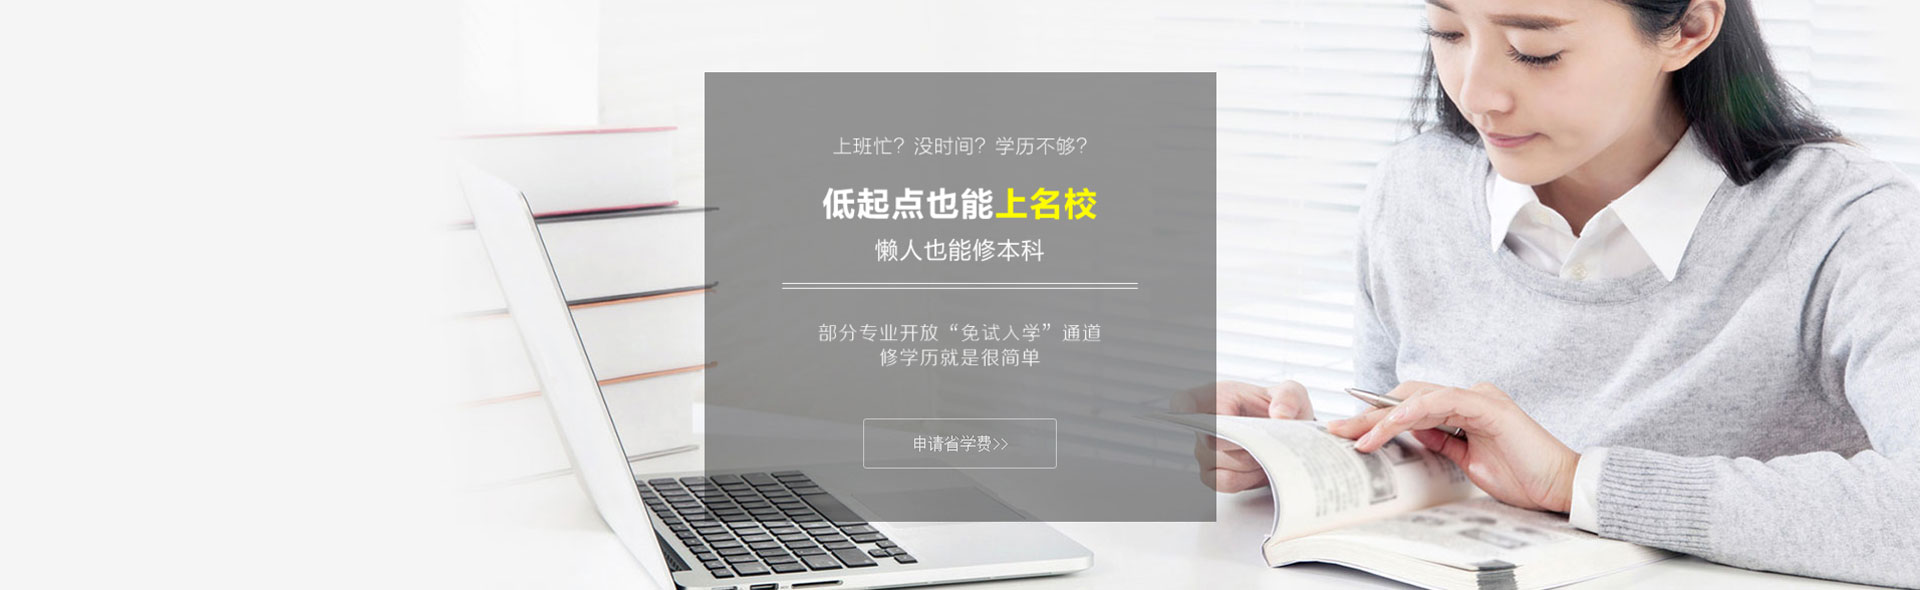 上班忙？没时间？学历不够？
低起点也能上名校
懒人也能修本科
部分专业开放“免试入学”通道
修学历就是很简单
申请省学费>>